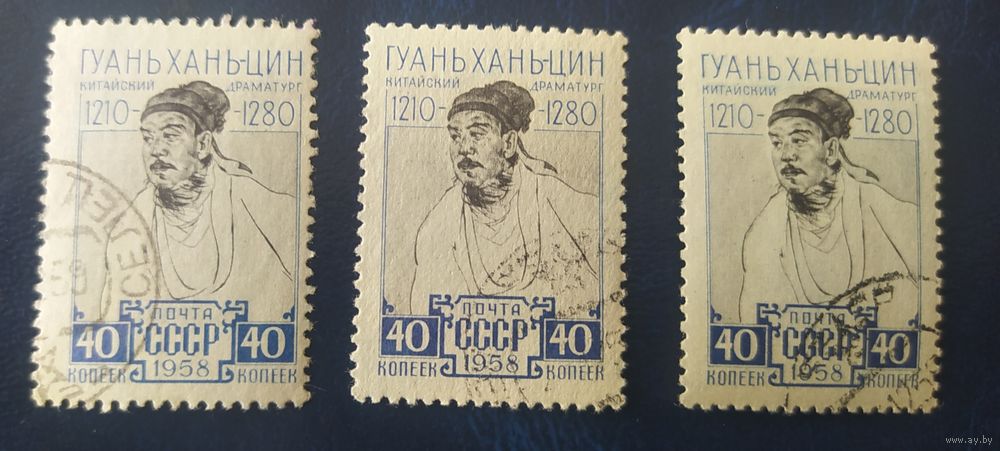 ГУАНЬ ХАНЬ-ЦИН
КИТАЙСКИЙ ДРАМАТУРГ
1210- -1280
40 ПОЧТА СССР 40
КОПЕЕК 1958 КОПЕЕК
ГУАНЬ ХАНЬ-ЦИН
КИТАЙСКИЙ ДРАМАТУРГ
1210- -1280
40 ПОЧТА СССР 40
КОПЕЕК 1958 КОПЕЕК
ГУАНЬ ХАНЬ-ЦИН
КИТАЙСКИЙ ДРАМАТУРГ
1210- -1280
40 ПОЧТА СССР 40
КОПЕЕК 1958 КОПЕЕК
www.ay.by